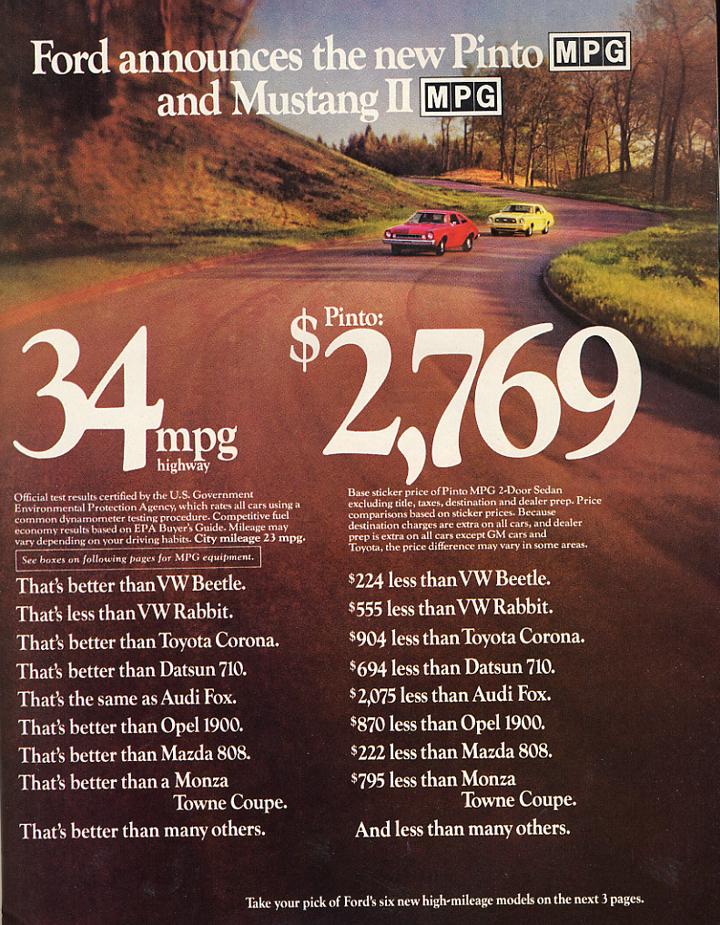 Ford announces the new Pinto MPG
and Mustang II MPG
34 mpg
highway
Pinto:
$2,769
Official test results certified by the U.S. Government
Environmental Protection Agency, which rates all cars using a
common dynamometer testing procedure. Competitive fuel
economy results based on EPA Buyer's Guide. Mileage may
vary depending on your driving habits. City mileage 23 mpg.
See boxes on following pages for MPG equipment.
Base sticker price of Pinto MPG 2-Door Sedan
excluding title, taxes, destination and dealer prep. Price
comparisons based on sticker prices. Because
destination charges are extra on all cars, and dealer
prep is extra on all cars except GM cars and
Toyota, the price difference may vary in some areas.
That's better than VW Beetle.
That's less than VW Rabbit.
That's better than Toyota Corona.
That's better than Datsun 710.
That's the same as Audi Fox.
That's better than Opel 1900.
That's better than Mazda 808.
That's better than a Monza
Towne Coupe.
That's better than many others.
$224 less than VW Beetle.
$555 less than VW Rabbit.
$904 less than Toyota Corona.
$694 less than Datsun 710.
$2,075 less than Audi Fox.
$870 less than Opel 1900.
$222 less than Mazda 808.
$795 less than Monza
Towne Coupe.
And less than many others.
Take your pick of Ford's six new high-mileage models on the next 3 pages.